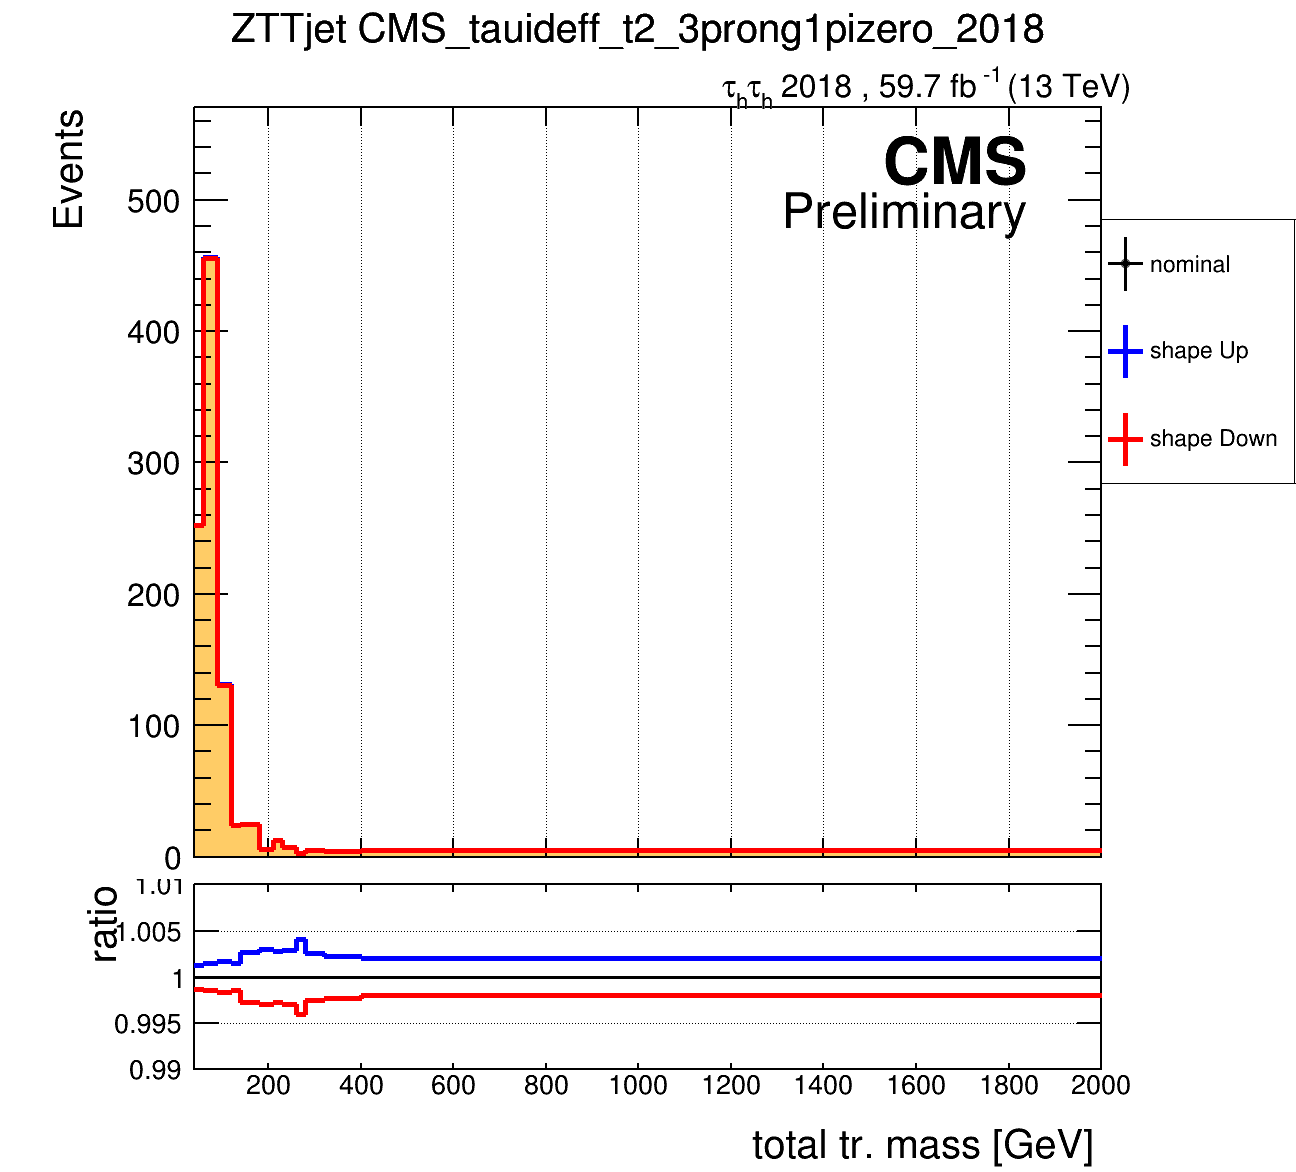 ZTTjet CMS_tauideff_t2_3prong1pizero_2018
τhτh 2018 , 59.7 fb-1 (13 TeV)
Events
CMS
Preliminary
500
400
300
200
100
0
nominal
shape Up
shape Down
ratio
1.01
1.005
1
0.995
0.99
200 400 600 800 1000 1200 1400 1600 1800 2000
total tr. mass [GeV]